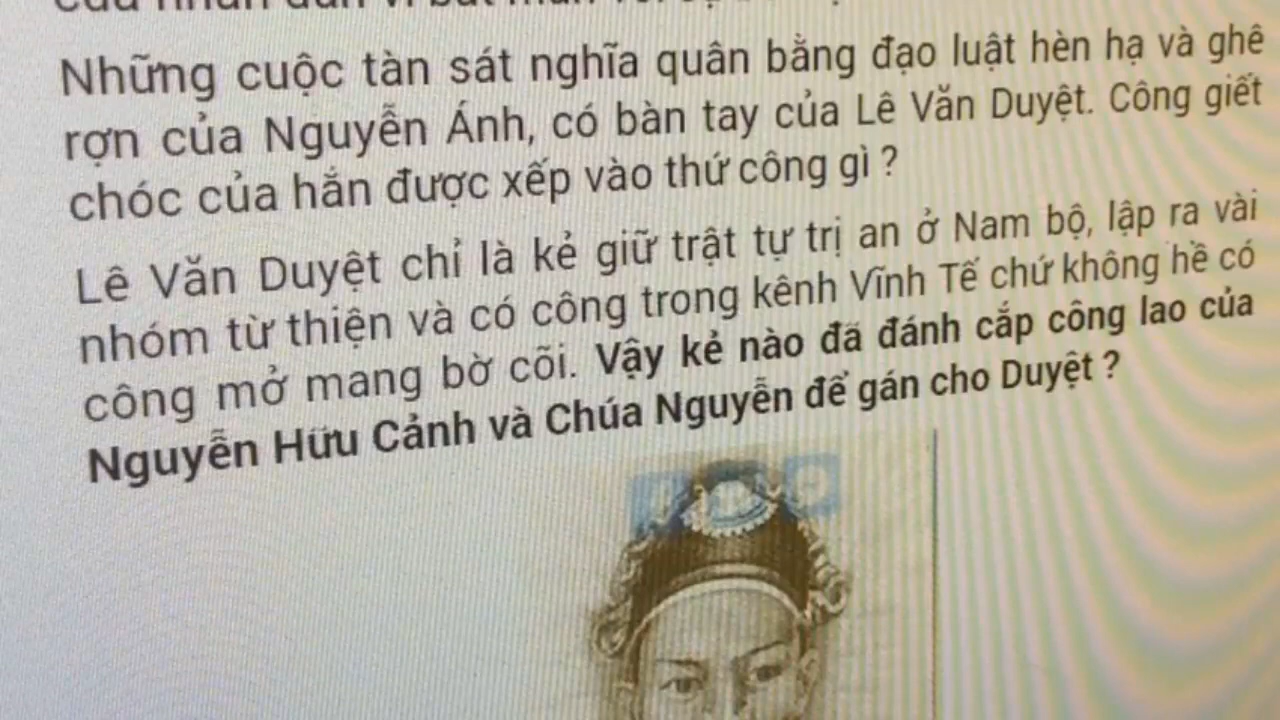 Những cuộc tàn sát nghĩa quân bằng đạo luật hèn hạ và ghê
rợn của Nguyễn Ánh, có bàn tay của Lê Văn Duyệt. Công giết
chóc của hắn được xếp vào thứ công gì ?
Lê Văn Duyệt chỉ là kẻ giữ trật tự trị an ở Nam bộ, lập ra vài
nhóm từ thiện và có công trong kênh Vĩnh Tế chứ không hề có
công mở mang bờ cõi. Vậy kẻ nào đã đánh cắp công lao của
Nguyễn Hữu Cảnh và Chúa Nguyễn để gán cho Duyệt ?